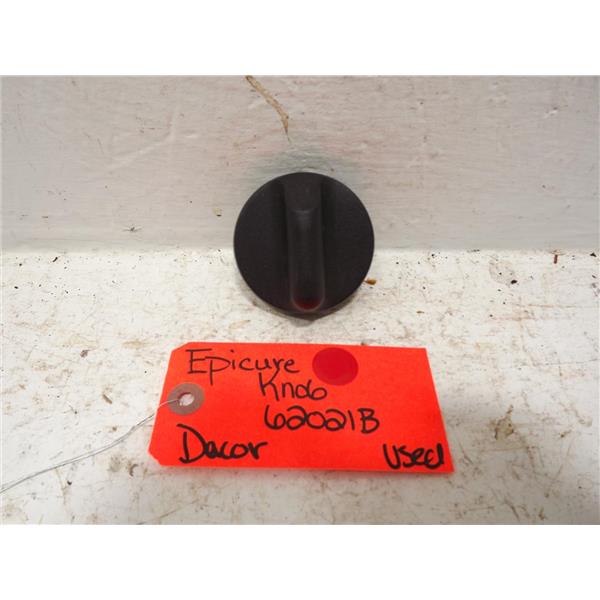 Epicure
Knob
62021B
Dacor
Used